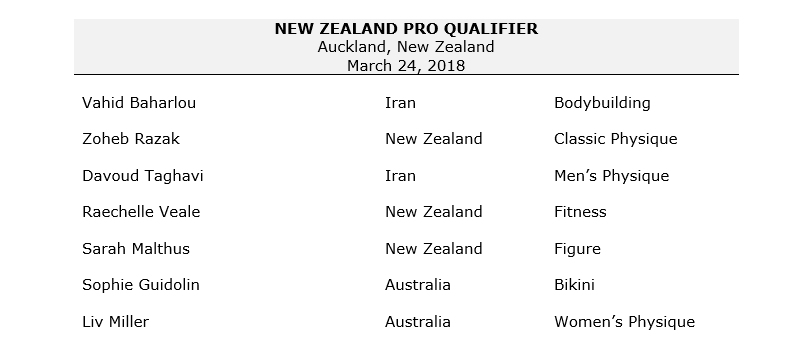 NEW ZEALAND PRO QUALIFIER
Auckland, New Zealand
March 24, 2018
Vahid Baharlou Iran Bodybuilding
Zoheb Razak New Zealand Classic Physique
Davoud Taghavi Iran Men’s Physique
Raechelle Veale New Zealand Fitness
Sarah Malthus New Zealand Figure
Sophie Guidolin Australia Bikini
Liv Miller Australia Women’s Physique